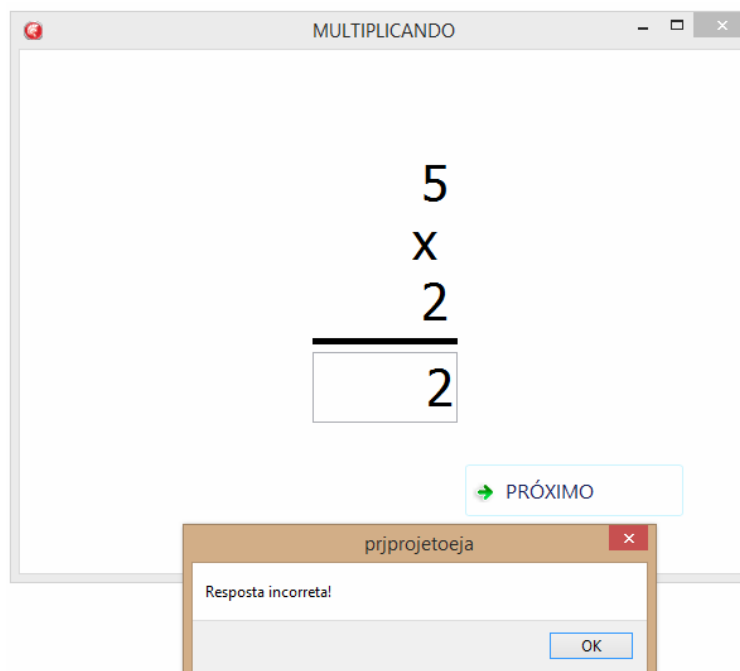 MULTIPLICANDO
5
x
2
2
PRÓXIMO
prjprojetoeja
Resposta incorreta!
OK